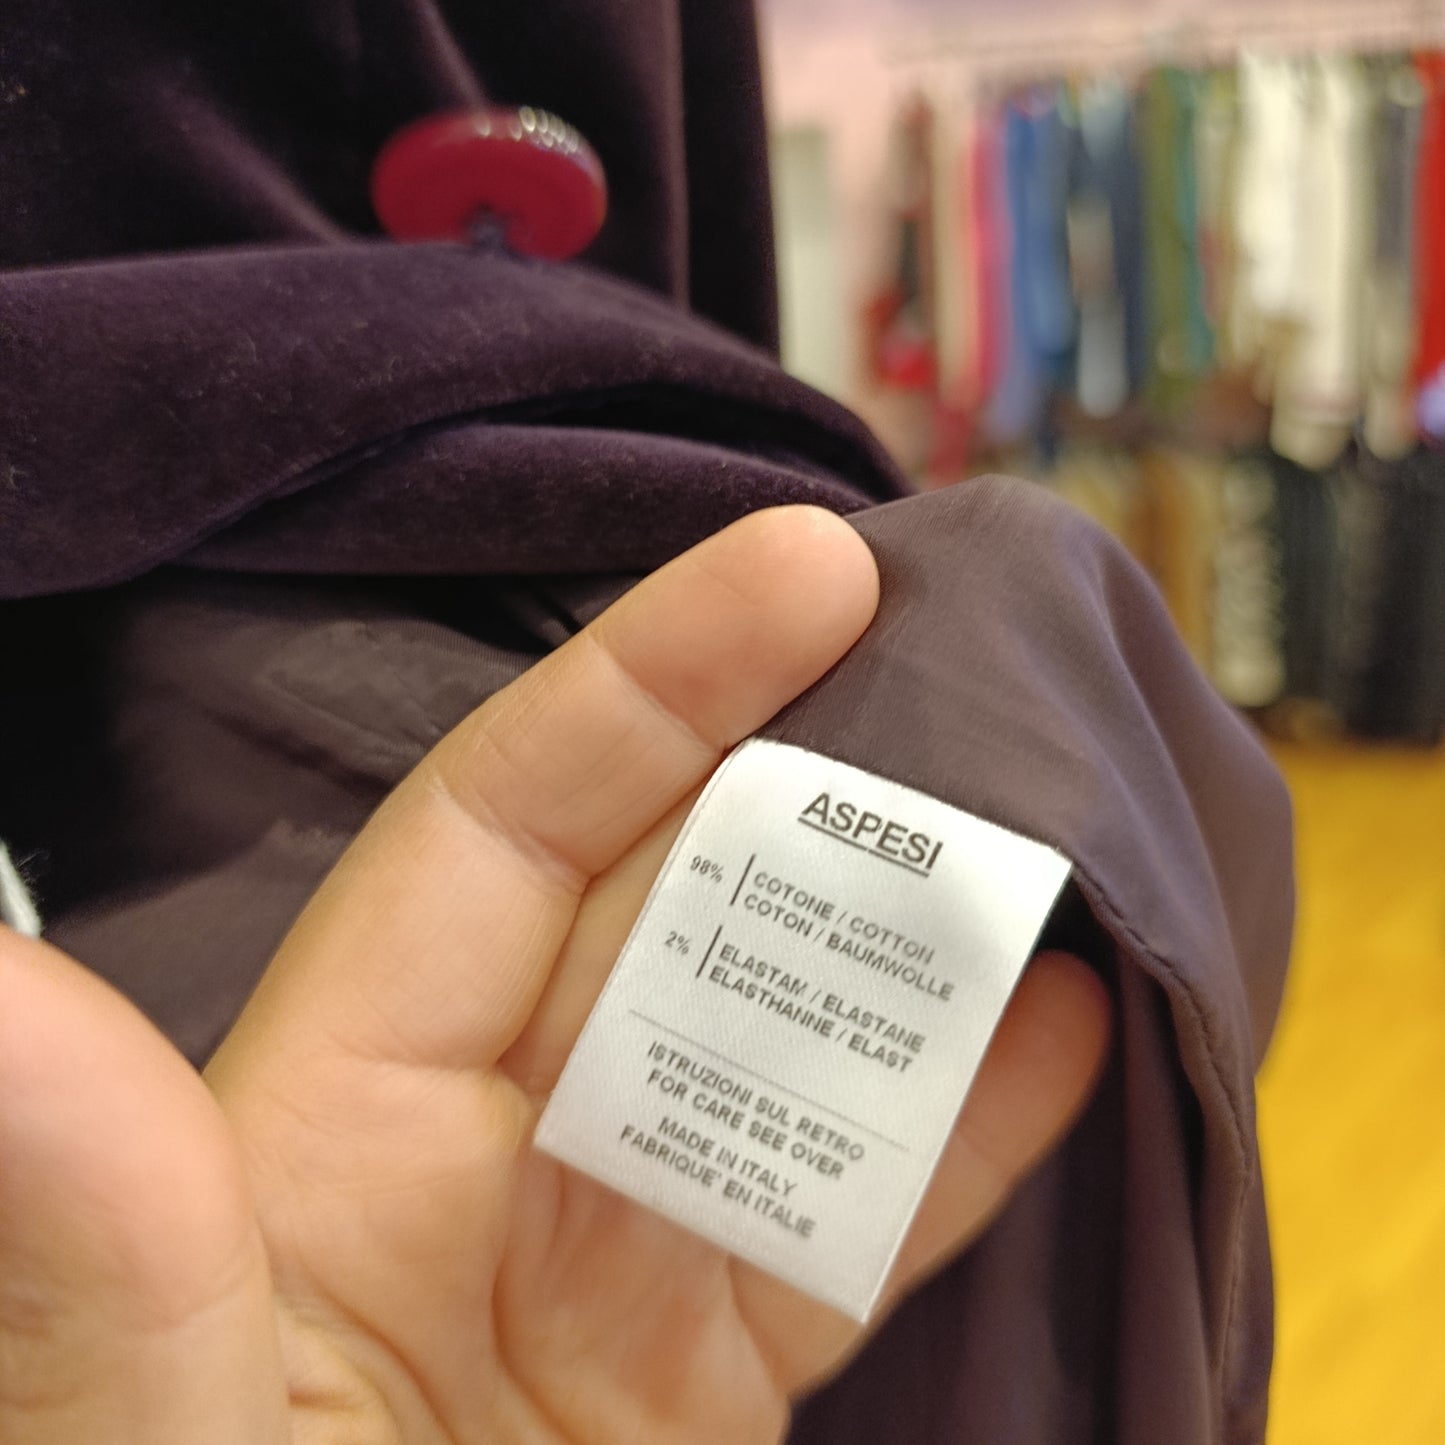 ASPESI
98% COTONE / COTTON
COTON / BAUMWOLLE
2% ELASTAM / ELASTANE
ELASTHANNE / ELAST
ISTRUZIONI SUL RETRO
FOR CARE SEE OVER
MADE IN ITALY
FABRIQUE' EN ITALIE